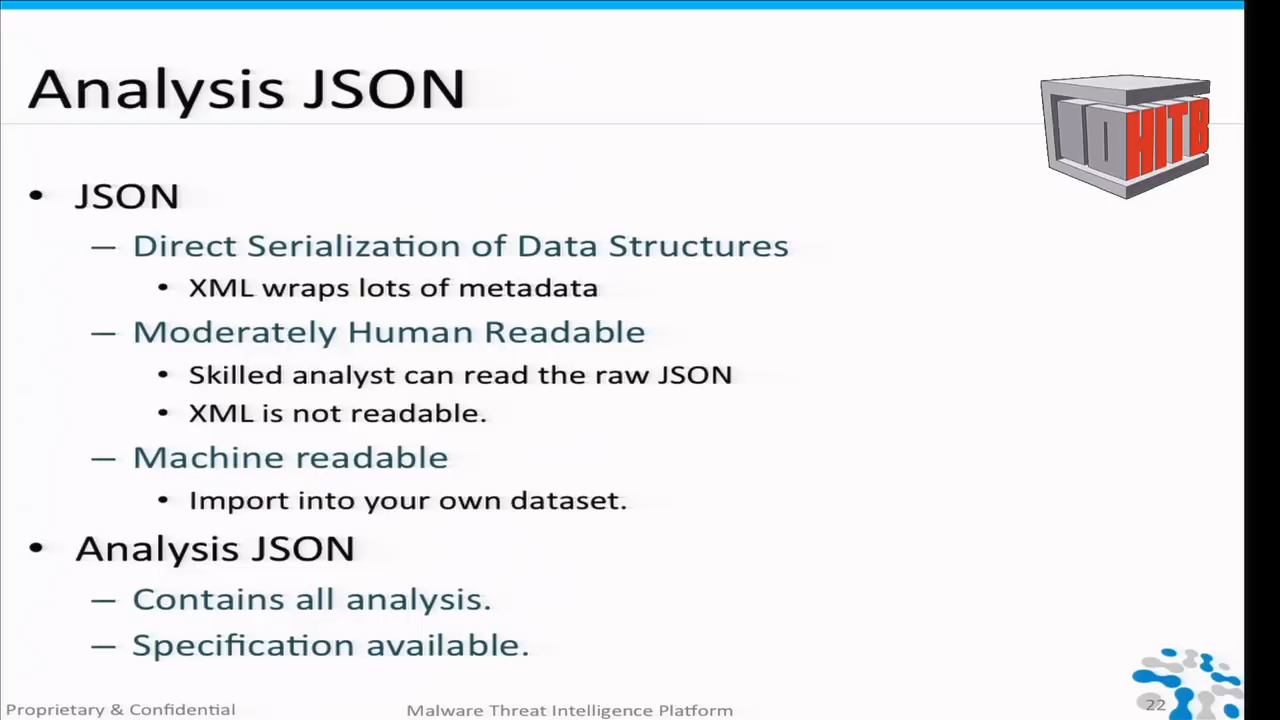 Analysis JSON
HITB
• JSON
– Direct Serialization of Data Structures
• XML wraps lots of metadata
– Moderately Human Readable
• Skilled analyst can read the raw JSON
• XML is not readable.
– Machine readable
• Import into your own dataset.
• Analysis JSON
– Contains all analysis.
– Specification available.
Proprietary & Confidential
Malware Threat Intelligence Platform
22